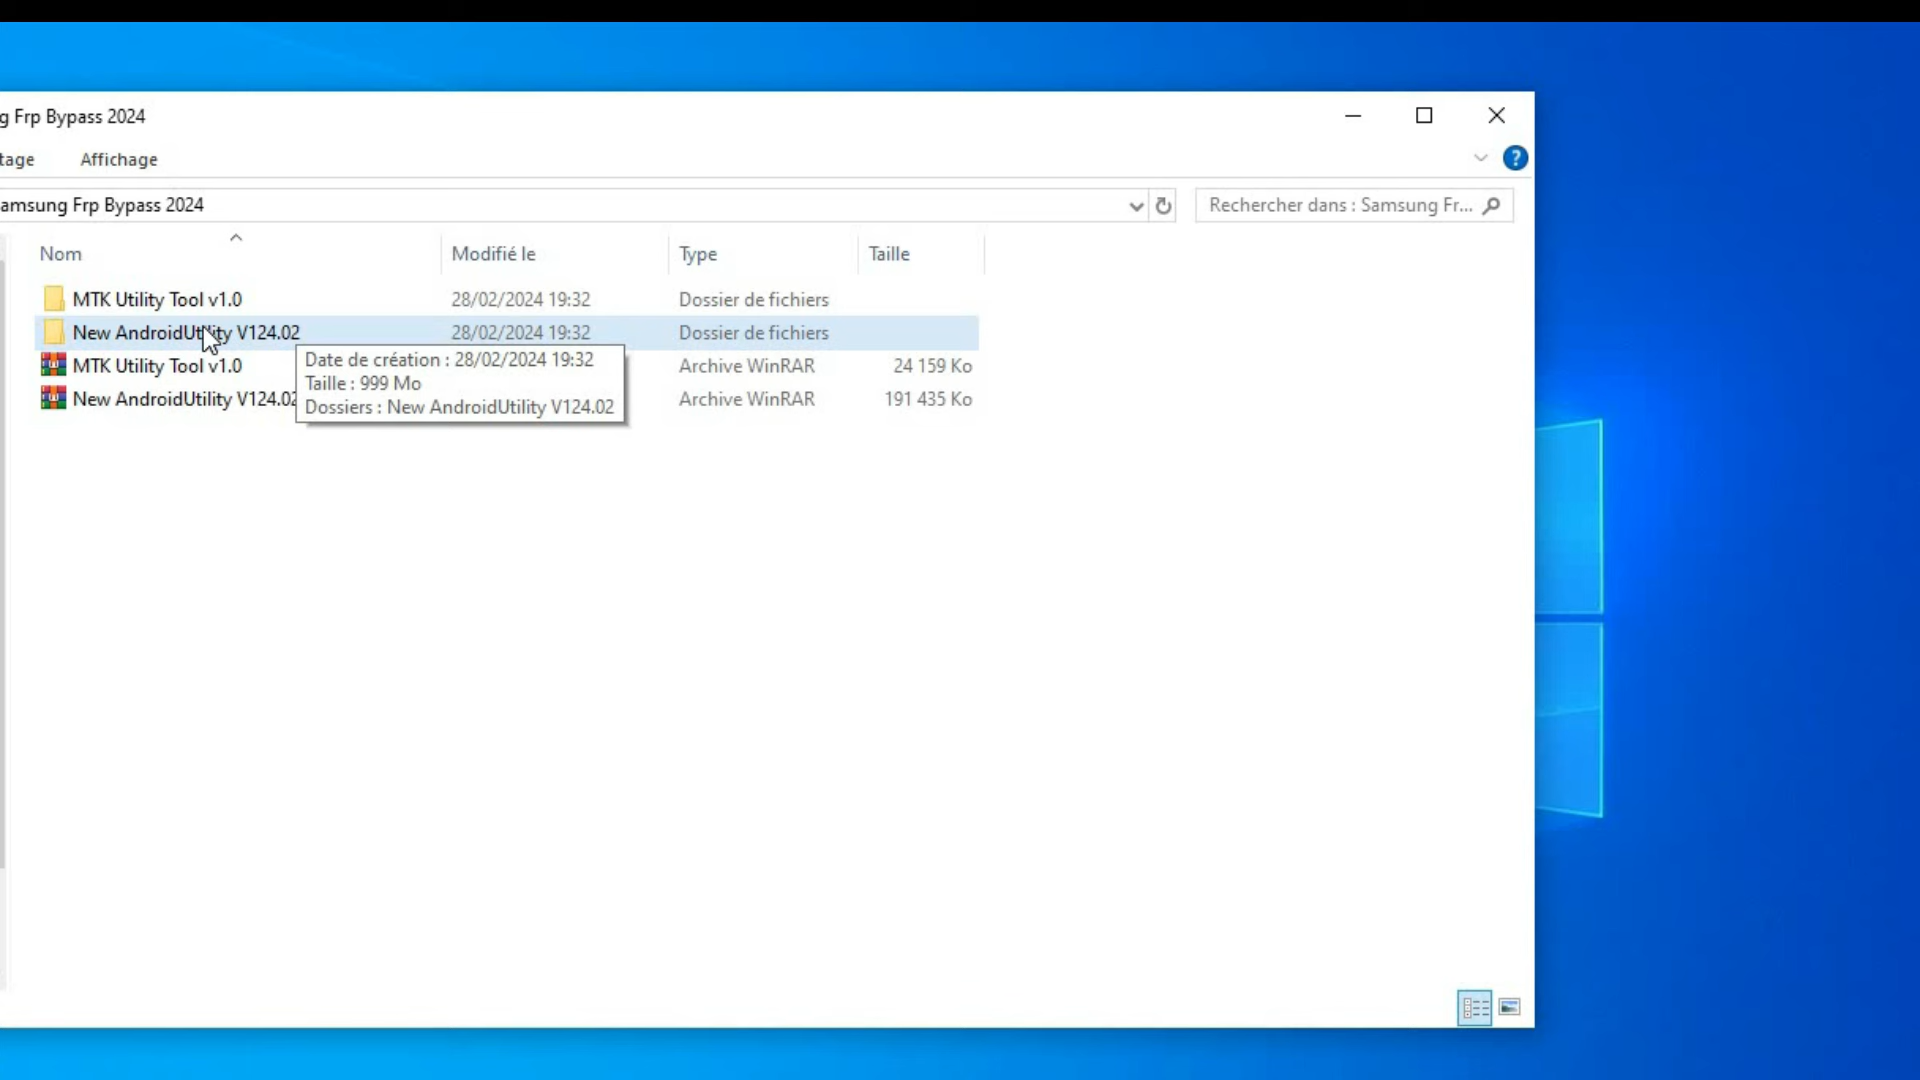 g Frp Bypass 2024
tage Affichage
amsung Frp Bypass 2024 Rechercher dans : Samsung Fr...
Nom Modifié le Type Taille
MTK Utility Tool v1.0 28/02/2024 19:32 Dossier de fichiers
New AndroidUtility V124.02 28/02/2024 19:32 Dossier de fichiers
MTK Utility Tool v1.0 Archive WinRAR 24 159 Ko
New AndroidUtility V124.02 Archive WinRAR 191 435 Ko
Date de création : 28/02/2024 19:32
Taille : 999 Mo
Dossiers : New AndroidUtility V124.02